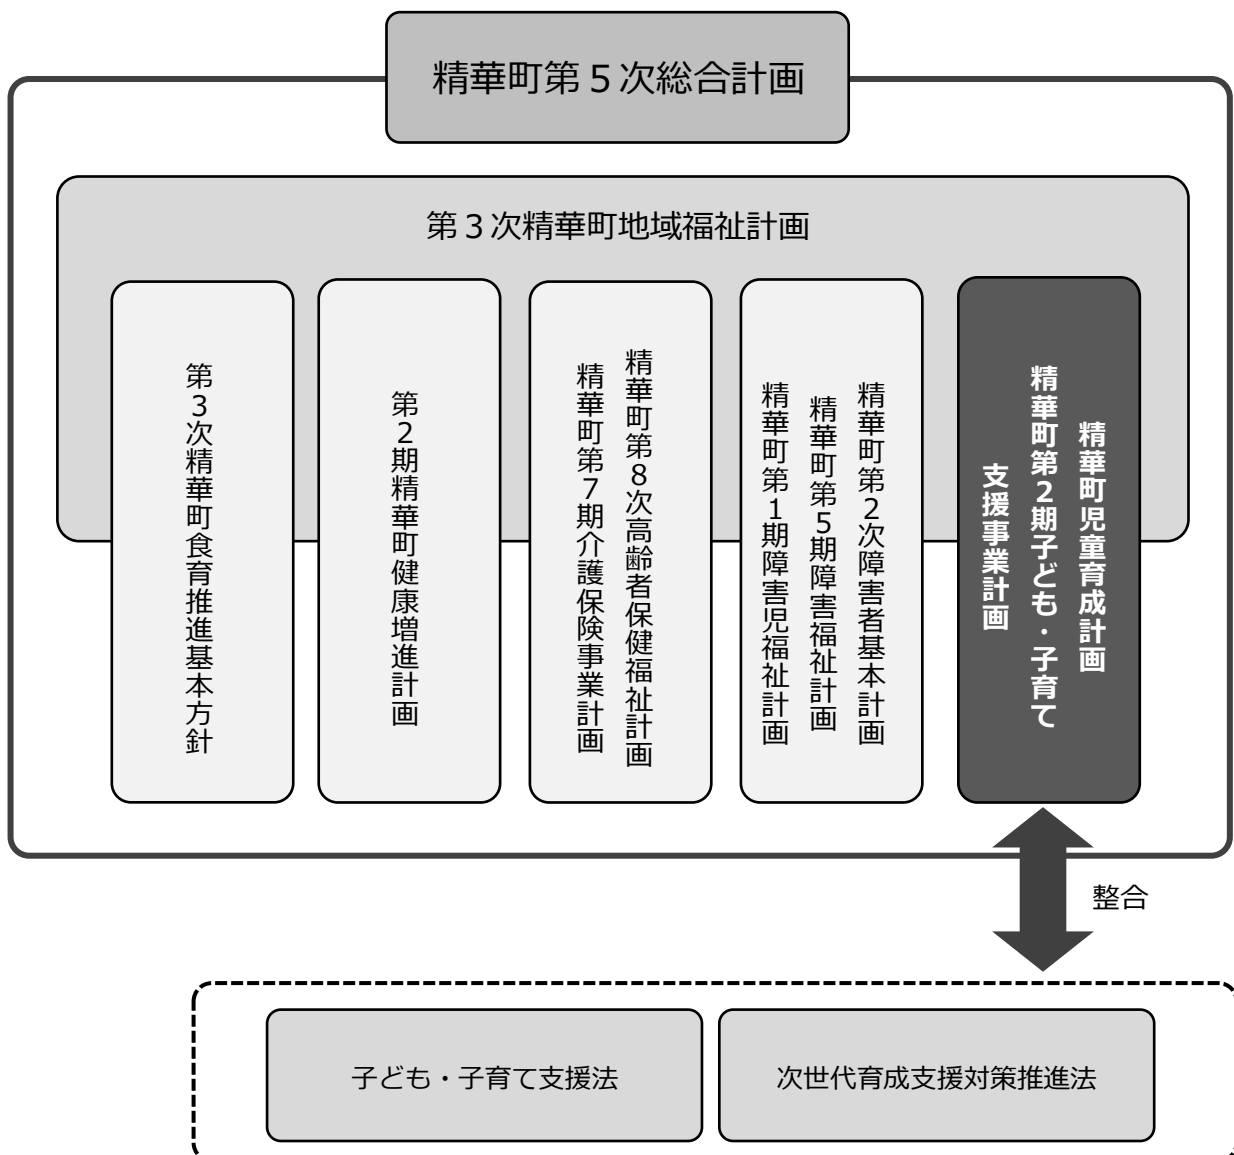 精華町第５次総合計画
第３次精華町地域福祉計画
第3次精華町食育推進基本方針
第2期精華町健康増進計画
精華町第8次高齢者保健福祉計画
精華町第7期介護保険事業計画
精華町第2次障害者基本計画
精華町第5期障害福祉計画
精華町第1期障害児福祉計画
精華町児童育成計画
精華町第2期子ども・子育て
支援事業計画
整合
子ども・子育て支援法
次世代育成支援対策推進法